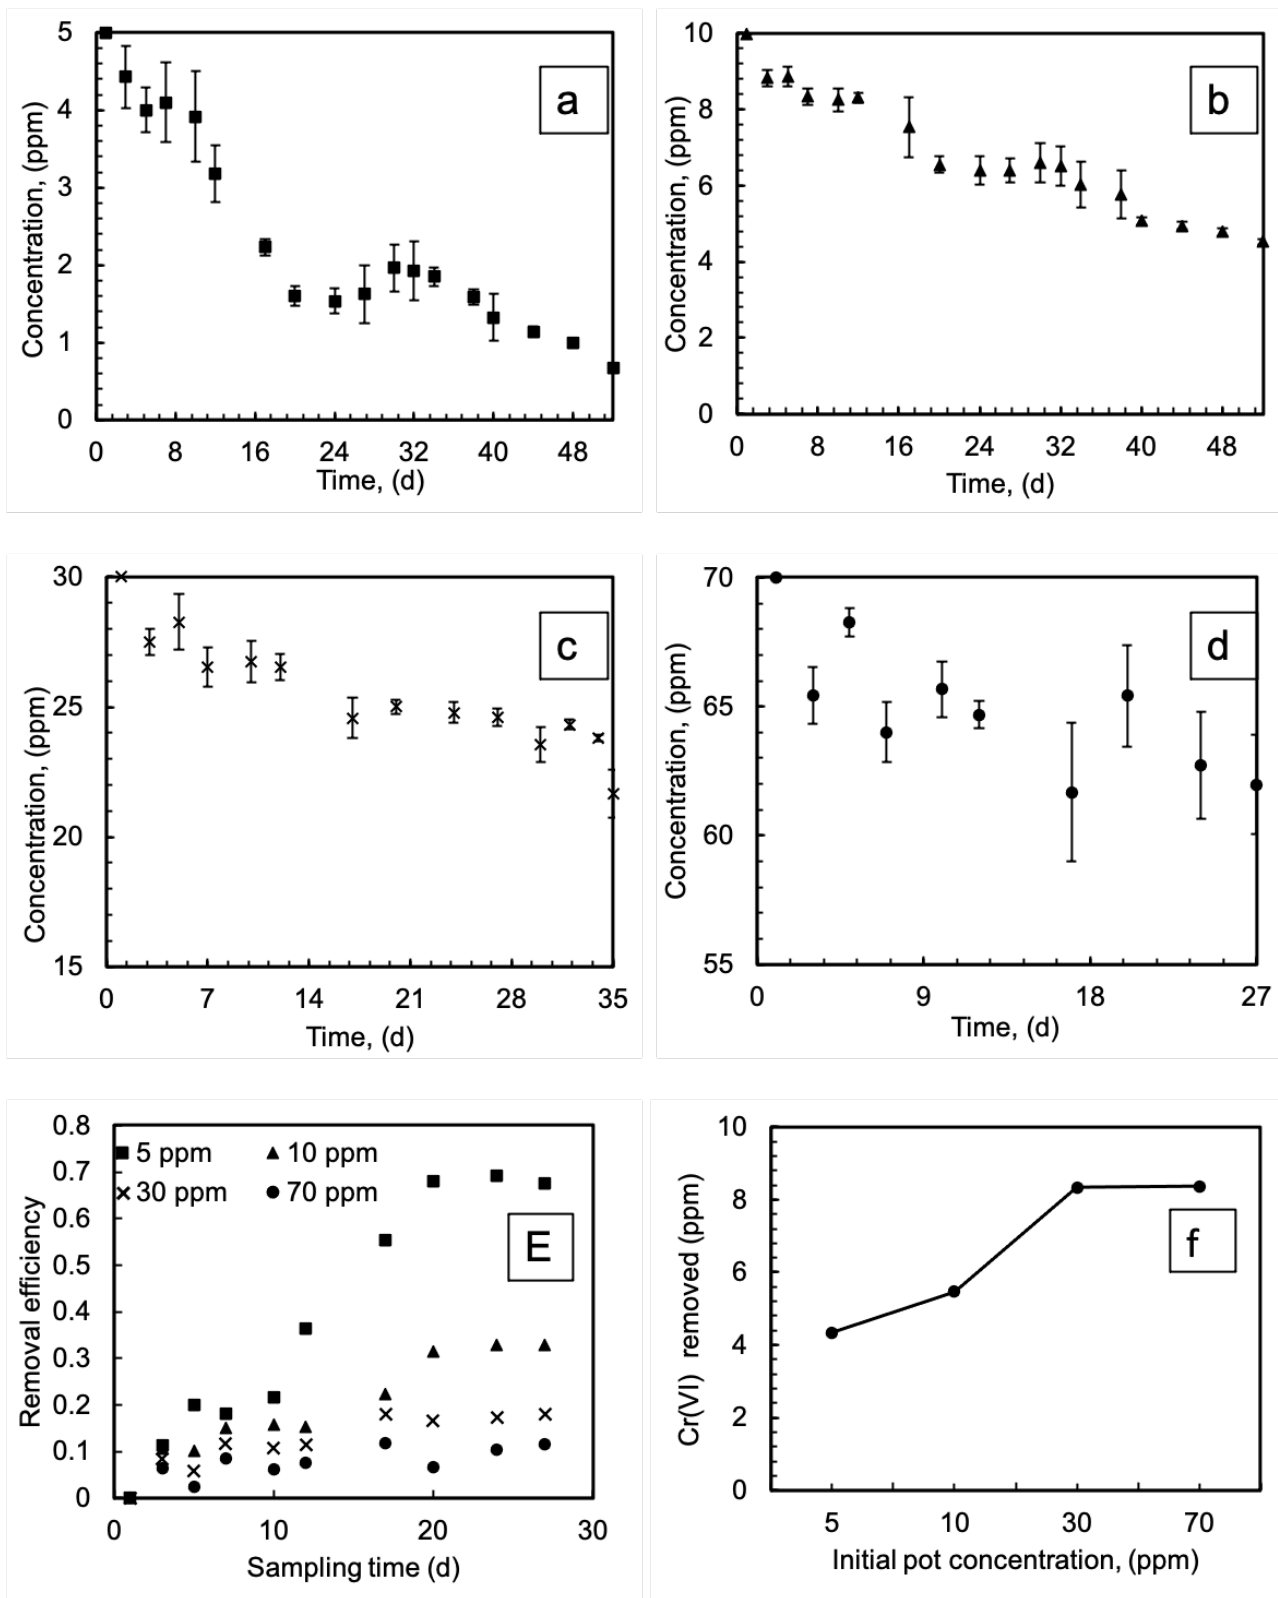 5
4
3
2
1
0
Concentration, (ppm)
a
0 8 16 24 32 40 48
Time, (d)
10
8
6
4
2
0
Concentration, (ppm)
b
0 8 16 24 32 40 48
Time, (d)
30
25
20
15
Concentration, (ppm)
c
0 7 14 21 28 35
Time, (d)
70
65
60
55
Concentration, (ppm)
d
0 9 18 27
Time, (d)
0.8
0.7
0.6
0.5
0.4
0.3
0.2
0.1
0
Removal efficiency
5 ppm 10 ppm
30 ppm 70 ppm
E
0 10 20 30
Sampling time (d)
10
8
6
4
2
0
Cr(VI) removed (ppm)
f
5 10 30 70
Initial pot concentration, (ppm)